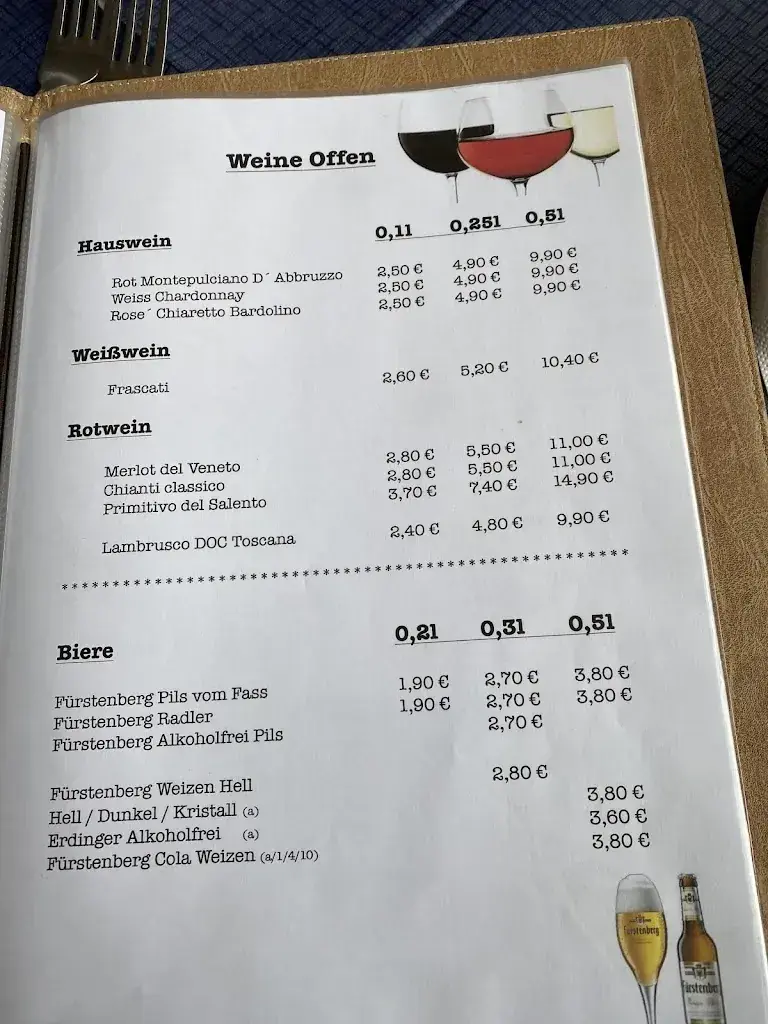 Weine Offen
Hauswein 0,1l 0,25l 0,5l
Rot Montepulciano D´ Abbruzzo 2,50 € 4,90 € 9,90 €
Weiss Chardonnay 2,50 € 4,90 € 9,90 €
Rose´ Chiaretto Bardolino 2,50 € 4,90 € 9,90 €
Weißwein
Frascati 2,60 € 5,20 € 10,40 €
Rotwein
Merlot del Veneto 2,80 € 5,50 € 11,00 €
Chianti classico 2,80 € 5,50 € 11,00 €
Primitivo del Salento 3,70 € 7,40 € 14,90 €
Lambrusco DOC Toscana 2,40 € 4,80 € 9,90 €
Biere 0,2l 0,3l 0,5l
Fürstenberg Pils vom Fass 1,90 € 2,70 € 3,80 €
Fürstenberg Radler 1,90 € 2,70 € 3,80 €
Fürstenberg Alkoholfrei Pils 2,70 €
Fürstenberg Weizen Hell 2,80 €
Hell / Dunkel / Kristall (a) 3,80 €
Erdinger Alkoholfrei (a) 3,60 €
Fürstenberg Cola Weizen (a/1/4/10) 3,80 €
Fürstenberg